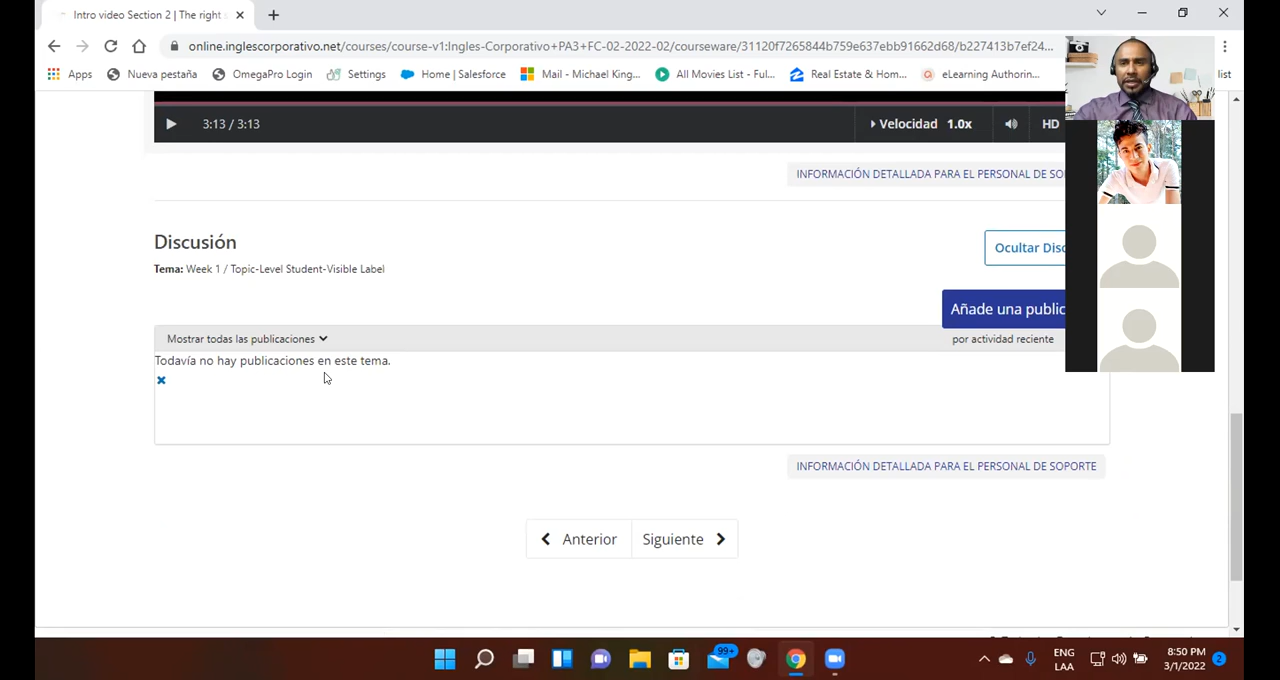 Intro video Section 2 | The right s
online.inglescorporativo.net/courses/course-v1:Ingles-Corporativo+PA3+FC-02-2022-02/courseware/31120f7265844b759e637ebb91662d68/b227413b7ef24...
Apps Nueva pestaña OmegaPro Login Settings Home | Salesforce Mail - Michael King... All Movies List - Ful... Real Estate & Hom... eLearning Authorin... list
3:13 / 3:13 Velocidad 1.0x HD
INFORMACIÓN DETALLADA PARA EL PERSONAL DE SO
Discusión
Ocultar Disc
Tema: Week 1 / Topic-Level Student-Visible Label
Añade una public
Mostrar todas las publicaciones por actividad reciente
Todavía no hay publicaciones en este tema.
INFORMACIÓN DETALLADA PARA EL PERSONAL DE SOPORTE
Anterior Siguiente
99+
ENG 8:50 PM
LAA 3/1/2022 2